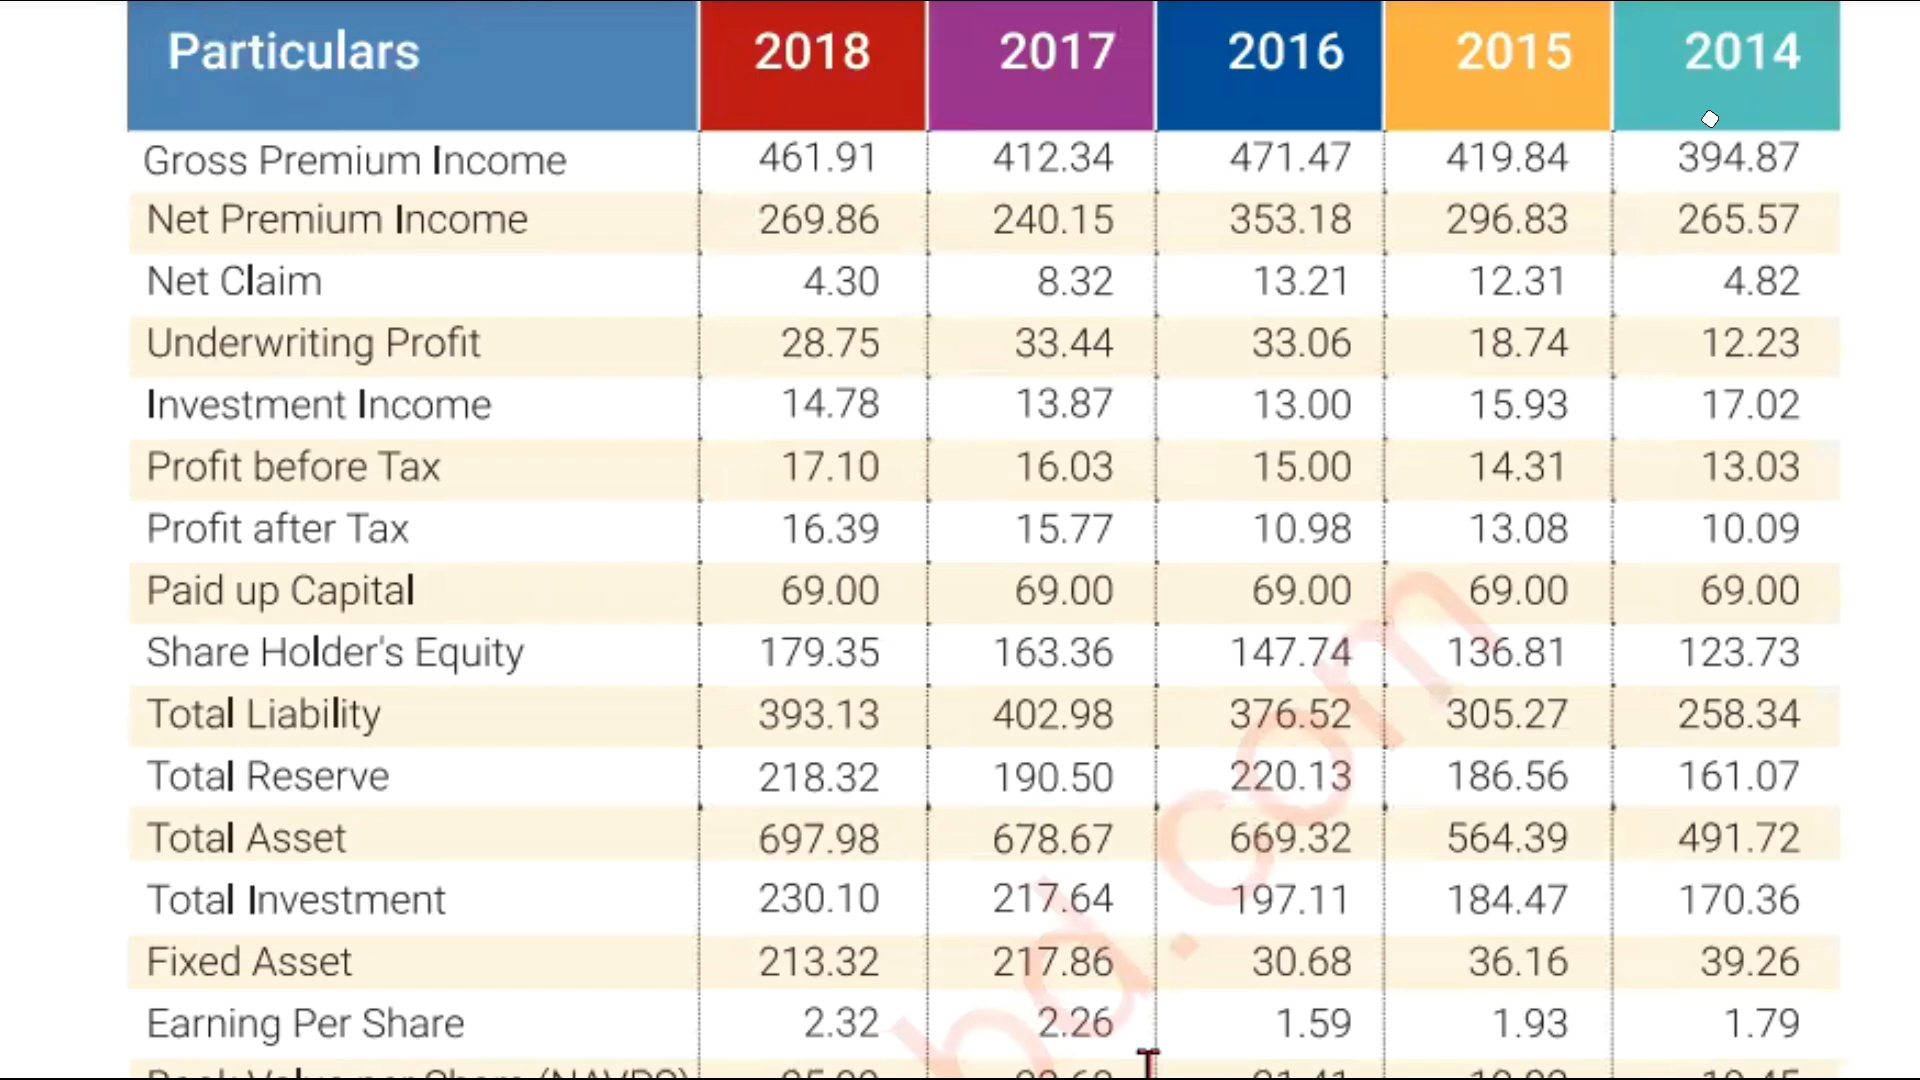 Particulars 2018 2017 2016 2015 2014
Gross Premium Income 461.91 412.34 471.47 419.84 394.87
Net Premium Income 269.86 240.15 353.18 296.83 265.57
Net Claim 4.30 8.32 13.21 12.31 4.82
Underwriting Profit 28.75 33.44 33.06 18.74 12.23
Investment Income 14.78 13.87 13.00 15.93 17.02
Profit before Tax 17.10 16.03 15.00 14.31 13.03
Profit after Tax 16.39 15.77 10.98 13.08 10.09
Paid up Capital 69.00 69.00 69.00 69.00 69.00
Share Holder's Equity 179.35 163.36 147.74 136.81 123.73
Total Liability 393.13 402.98 376.52 305.27 258.34
Total Reserve 218.32 190.50 220.13 186.56 161.07
Total Asset 697.98 678.67 669.32 564.39 491.72
Total Investment 230.10 217.64 197.11 184.47 170.36
Fixed Asset 213.32 217.86 30.68 36.16 39.26
Earning Per Share 2.32 2.26 1.59 1.93 1.79
bd.com